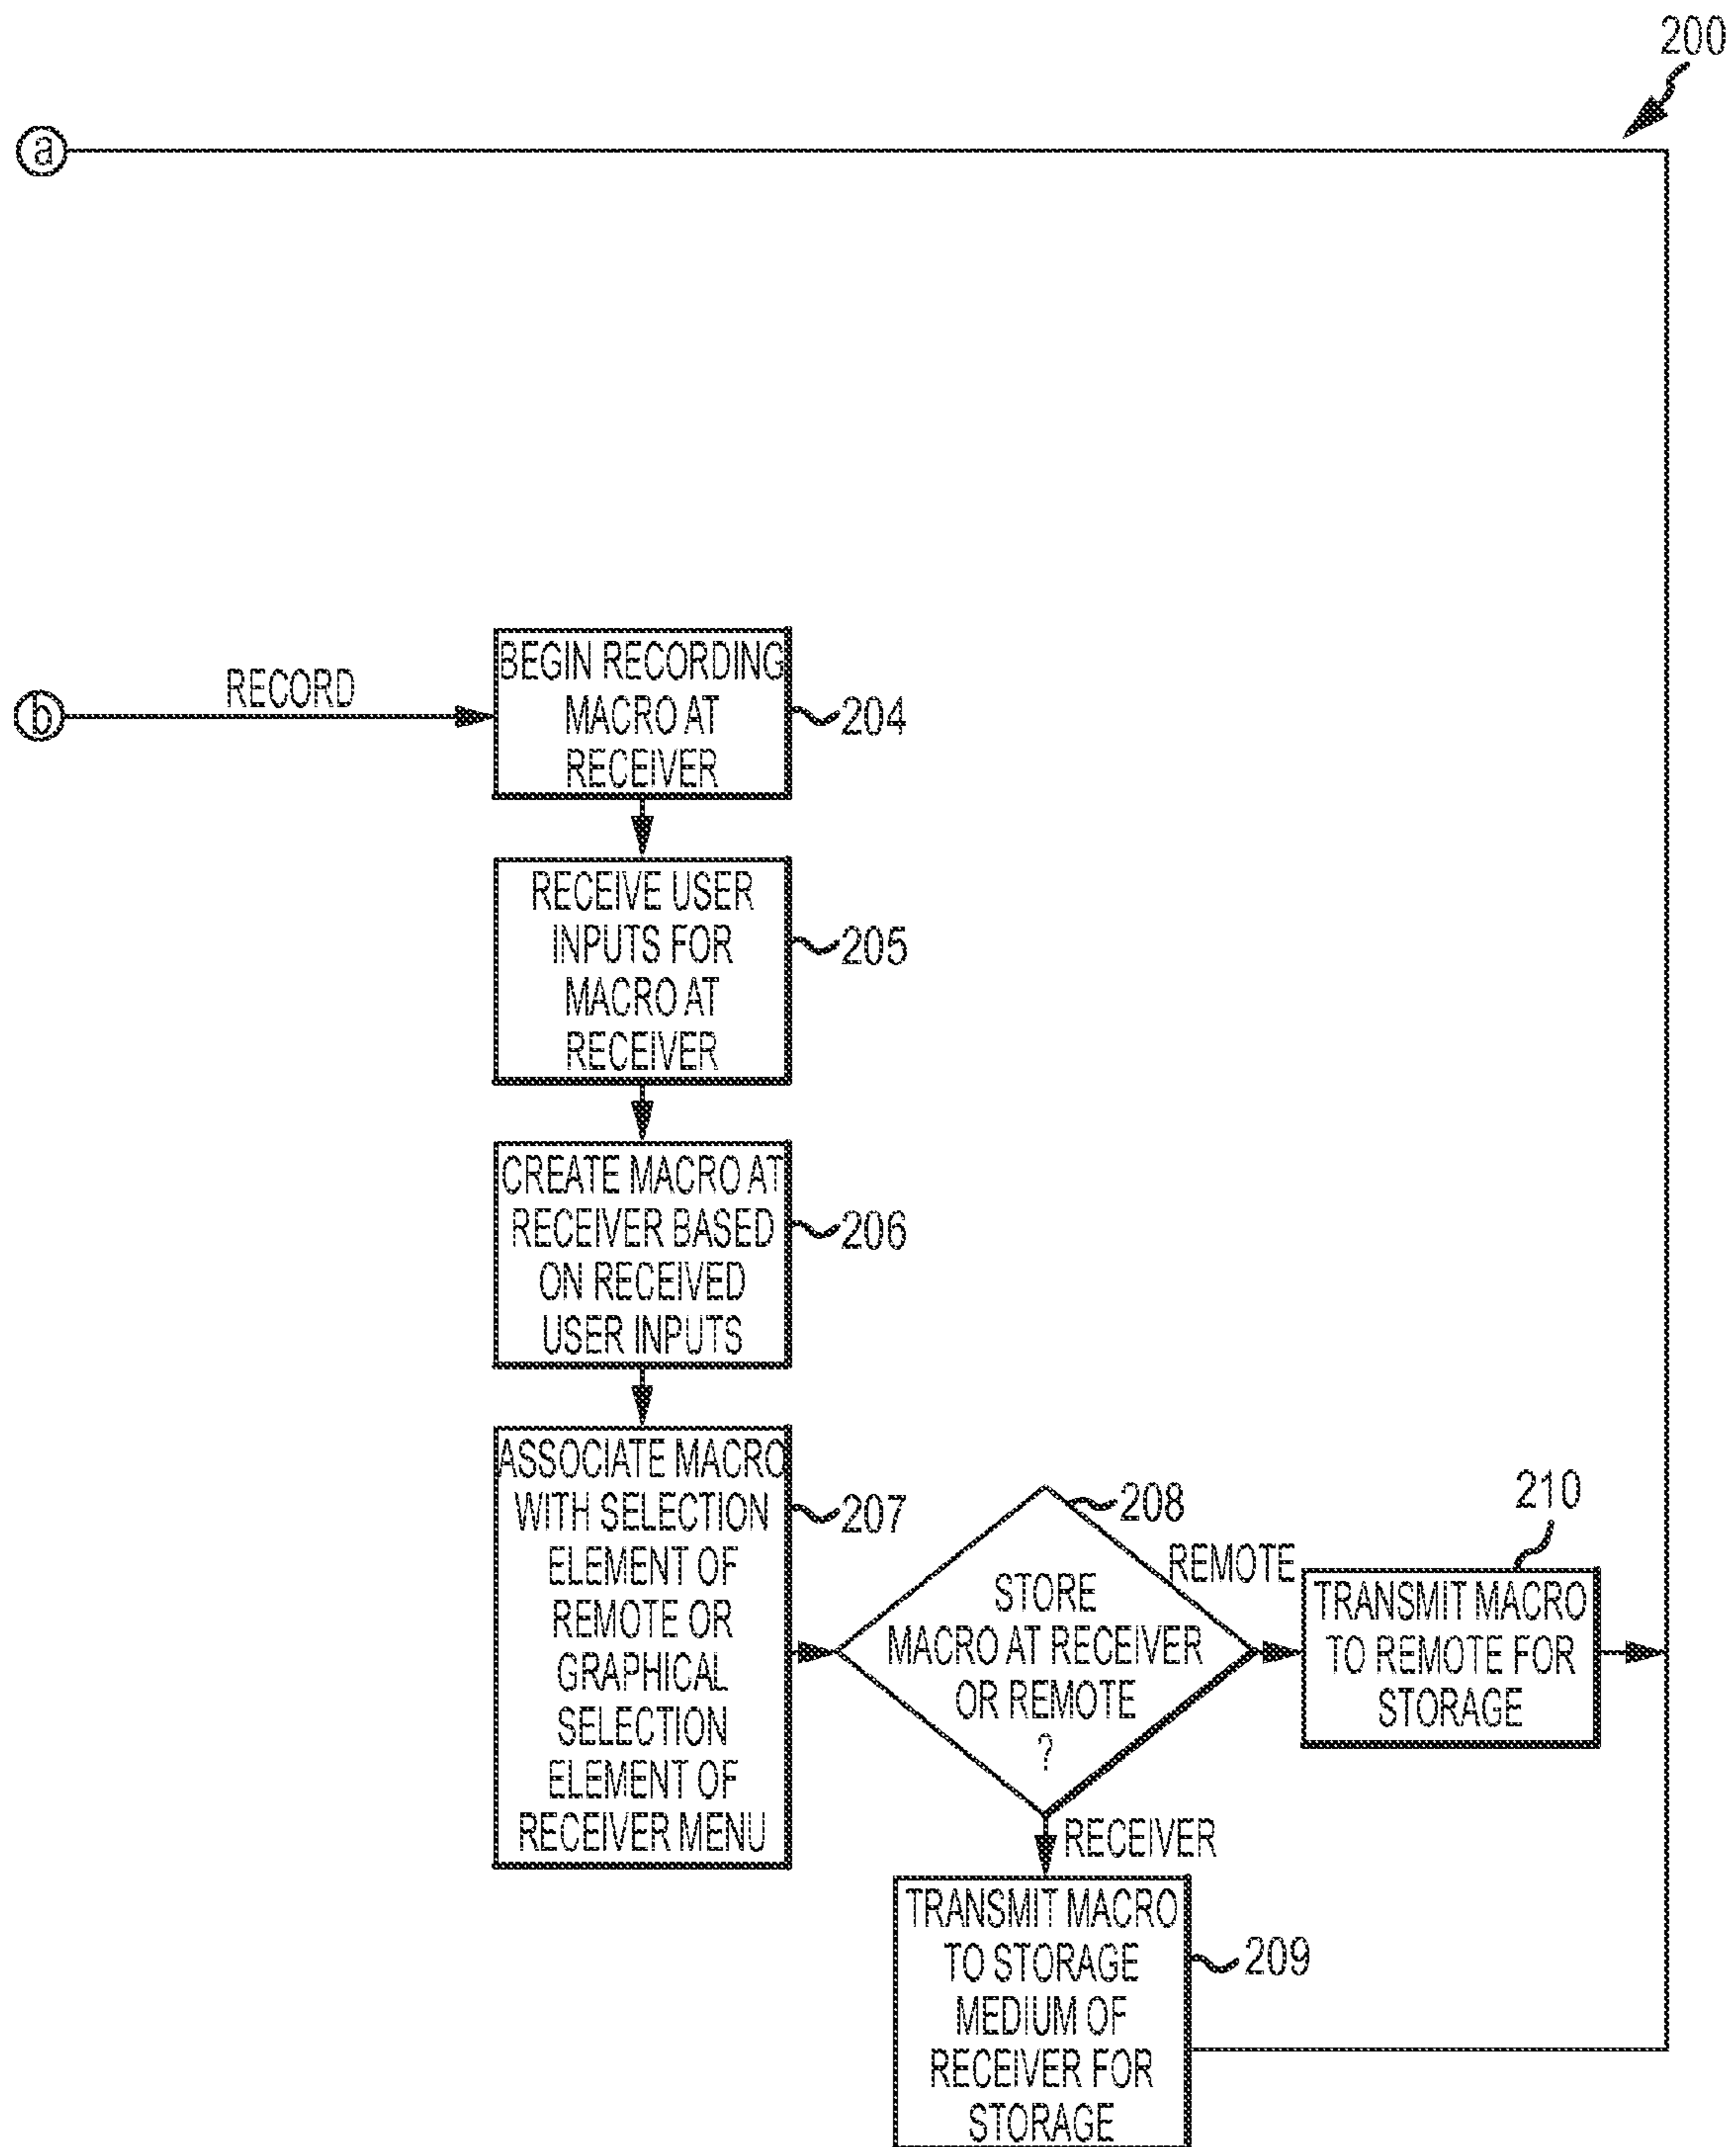 200
a
b
RECORD
BEGIN RECORDING
MACRO AT
RECEIVER
204
RECEIVE USER
INPUTS FOR
MACRO AT
RECEIVER
205
CREATE MACRO AT
RECEIVER BASED
ON RECEIVED
USER INPUTS
206
ASSOCIATE MACRO
WITH SELECTION
ELEMENT OF
REMOTE OR
GRAPHICAL
SELECTION
ELEMENT OF
RECEIVER MENU
207
STORE
MACRO AT RECEIVER
OR REMOTE
?
208
REMOTE
210
TRANSMIT MACRO
TO REMOTE FOR
STORAGE
RECEIVER
TRANSMIT MACRO
TO STORAGE
MEDIUM OF
RECEIVER FOR
STORAGE
209